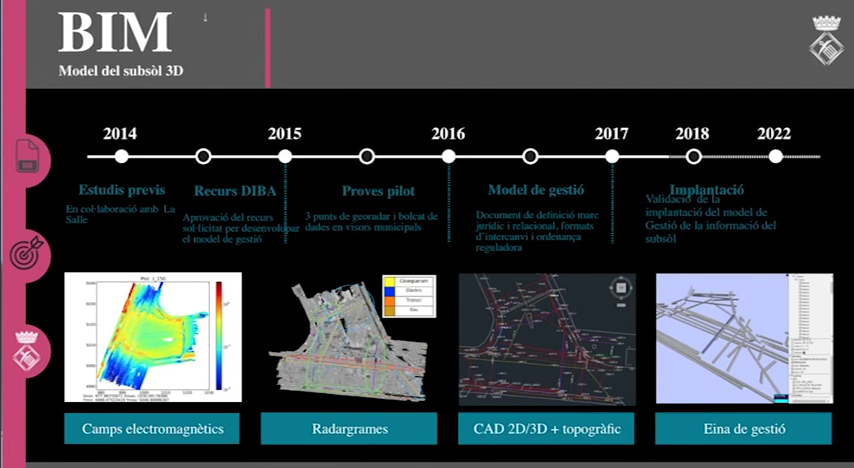 BIM
Model del subsòl 3D
2014
2015
2016
2017
2018
2022
Estudis previs
En col·laboració amb La
Salle
Recurs DIBA
Aprovació del recurs
sol·licitat per desenvolupar
el model de gestió
Proves pilot
3 punts de georadar i bolcat de
dades en visors municipals
Model de gestió
Document de definició marc
jurídic i relacional, formats
d'intercanvi i ordenança
reguladora
Implantació
Validació de la
implantació del model de
Gestió de la informació del
subsòl
Clavegueram
Elèctric
Trànsit
Gas
Camps electromagnètics
Radargrames
CAD 2D/3D + topogràfic
Eina de gestió